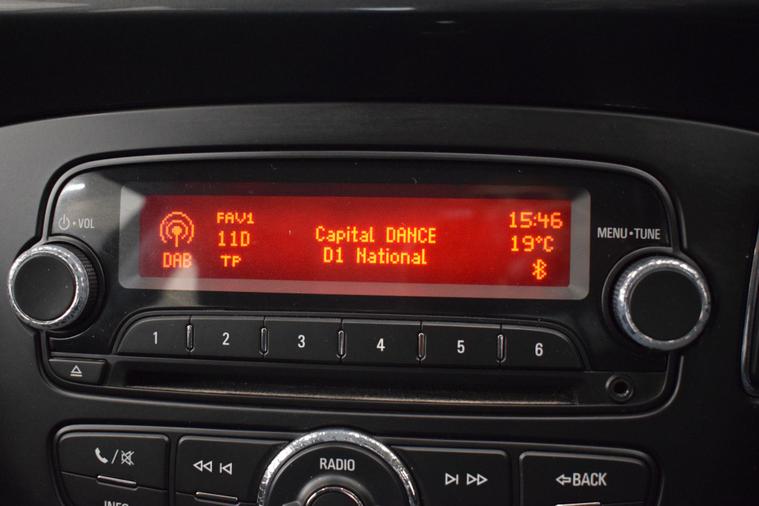 VOL
FAV1
11D
TP
DAB
Capital DANCE
D1 National
15:46
19°C
MENU•TUNE
1 2 3 4 5 6
RADIO
BACK
INFO